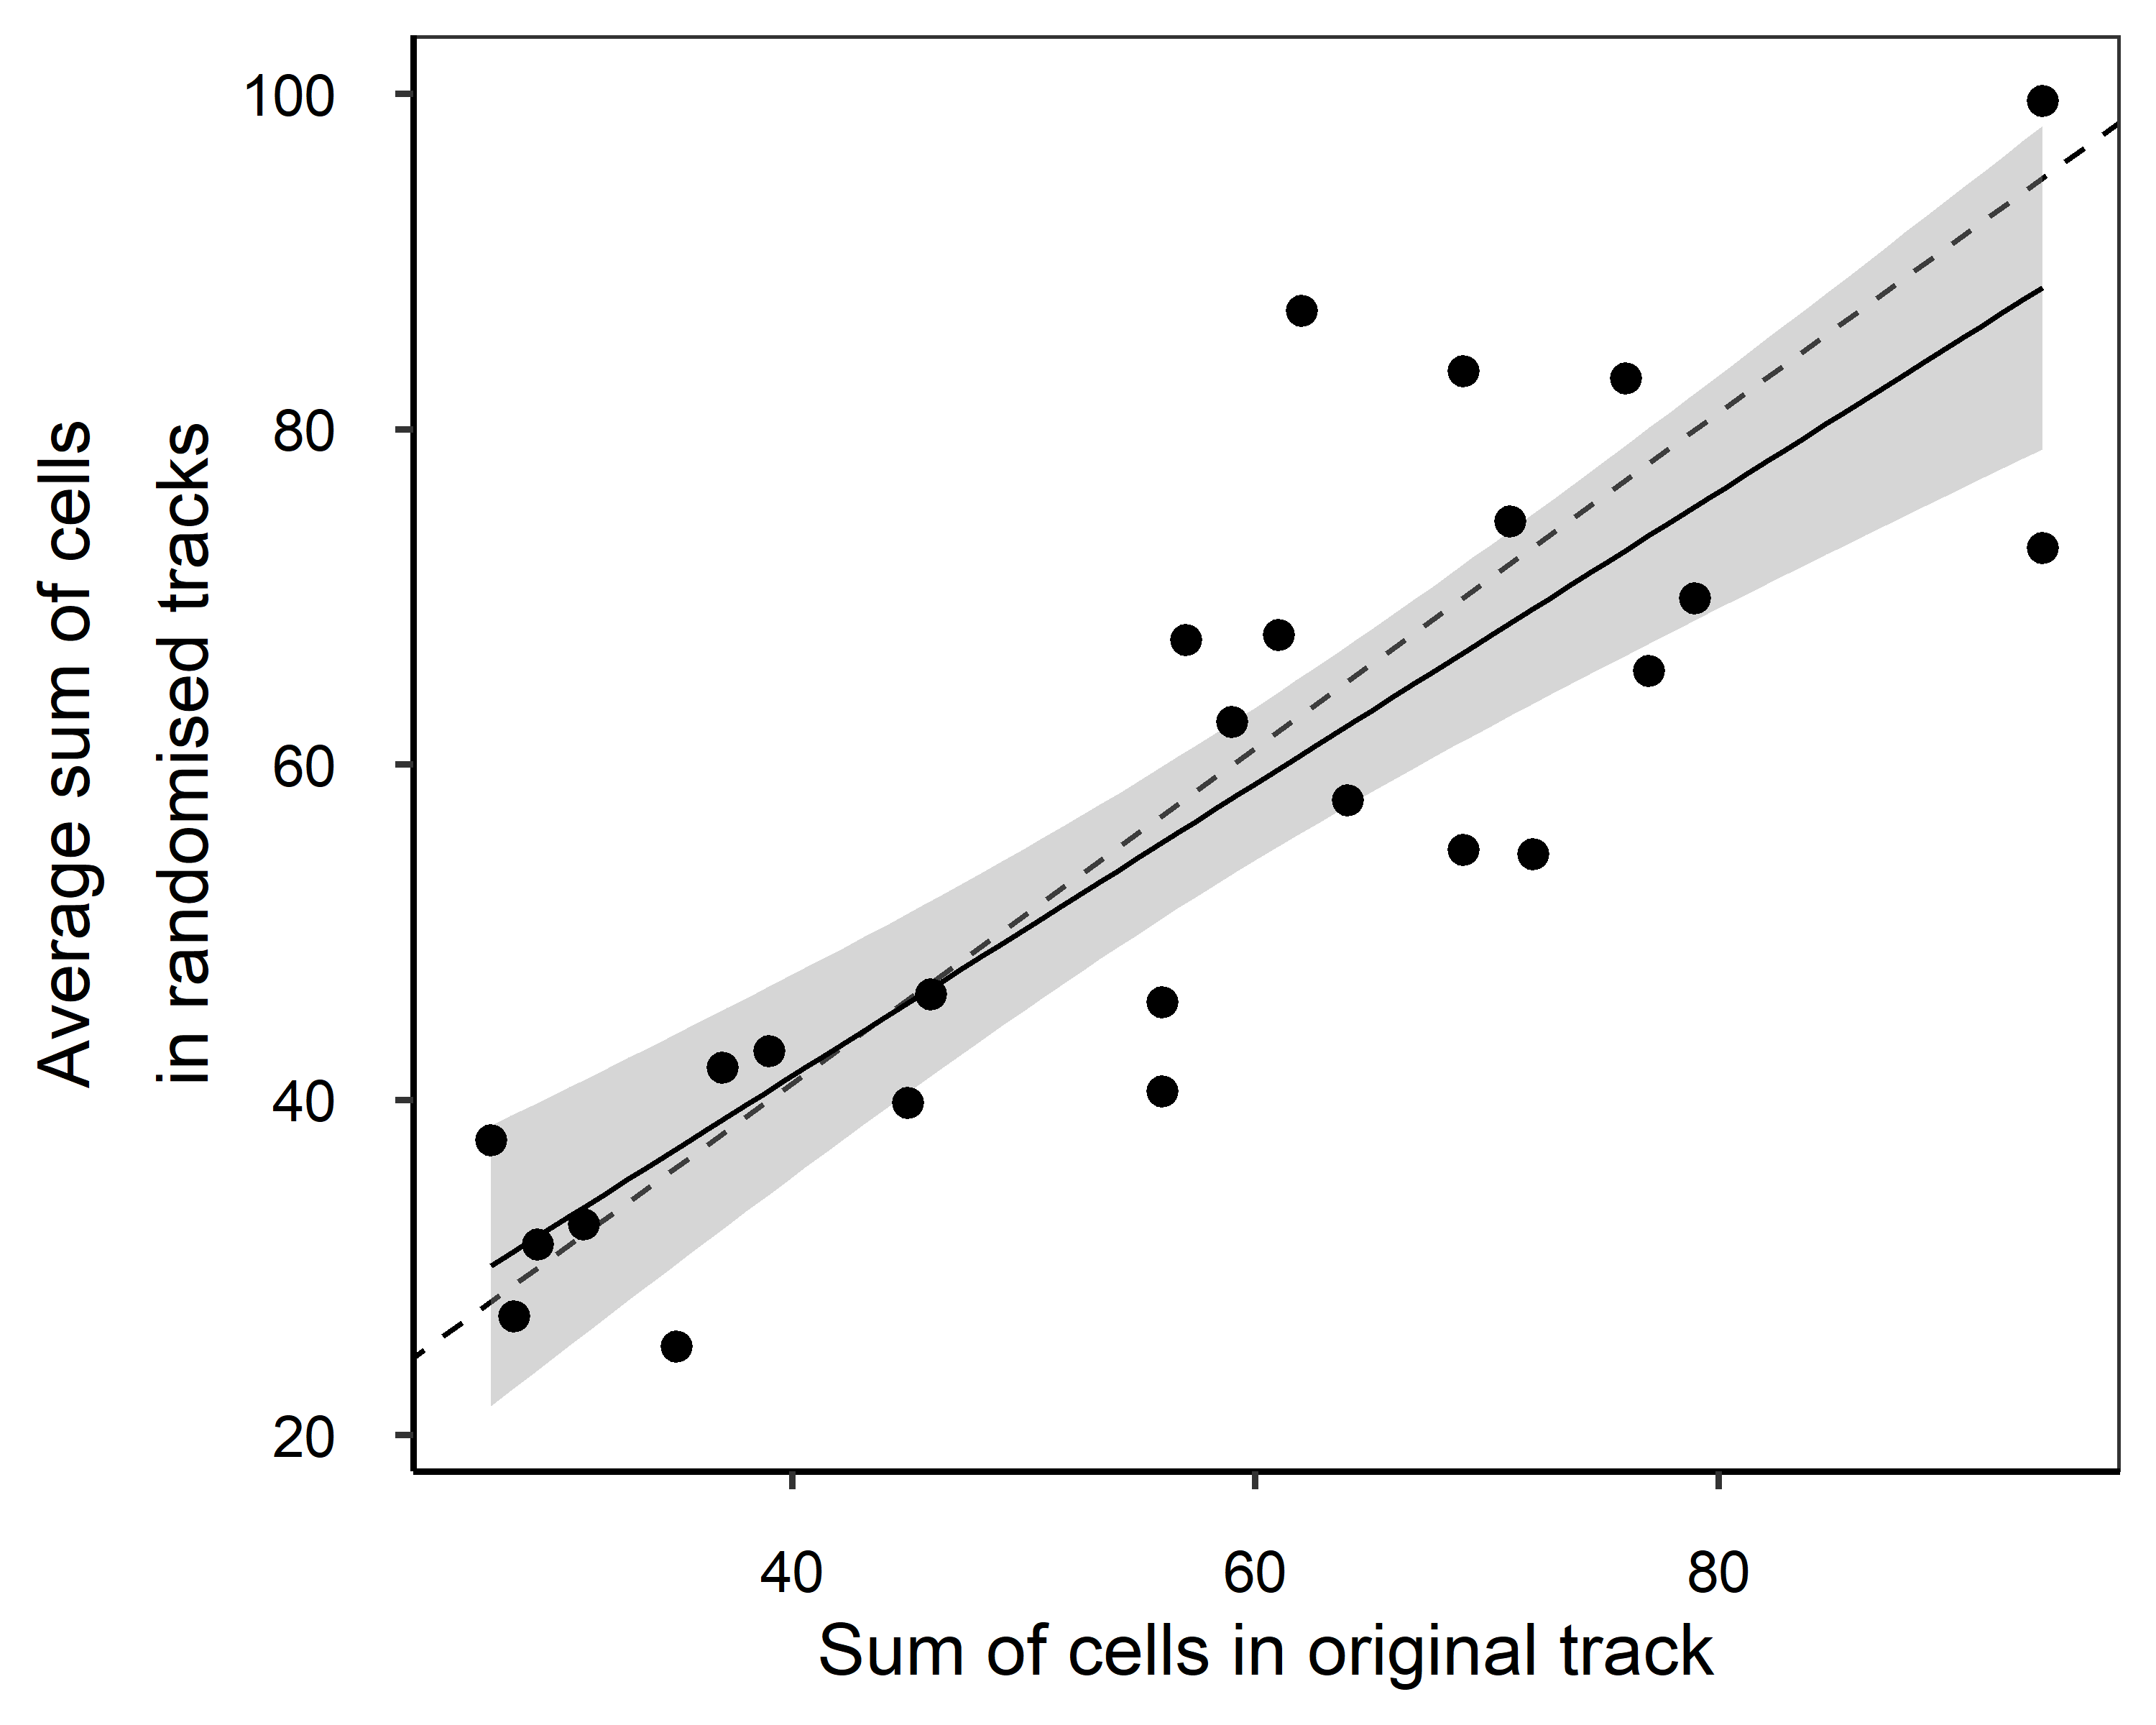 Average sum of cells
in randomised tracks
100
80
60
40
20
40 60 80
Sum of cells in original track